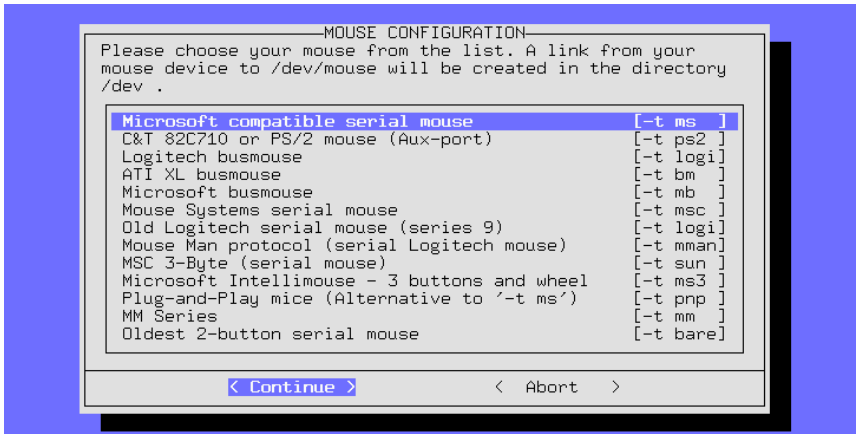 MOUSE CONFIGURATION
Please choose your mouse from the list. A link from your
mouse device to /dev/mouse will be created in the directory
/dev .
Microsoft compatible serial mouse [-t ms ]
C&T 82C710 or PS/2 mouse (Aux-port) [-t ps2 ]
Logitech busmouse [-t logi]
ATI XL busmouse [-t bm ]
Microsoft busmouse [-t mb ]
Mouse Systems serial mouse [-t msc ]
Old Logitech serial mouse (series 9) [-t logi]
Mouse Man protocol (serial Logitech mouse) [-t mman]
MSC 3-Byte (serial mouse) [-t sun ]
Microsoft Intellimouse - 3 buttons and wheel [-t ms3 ]
Plug-and-Play mice (Alternative to '-t ms') [-t pnp ]
MM Series [-t mm ]
Oldest 2-button serial mouse [-t bare]
< Continue > < Abort >